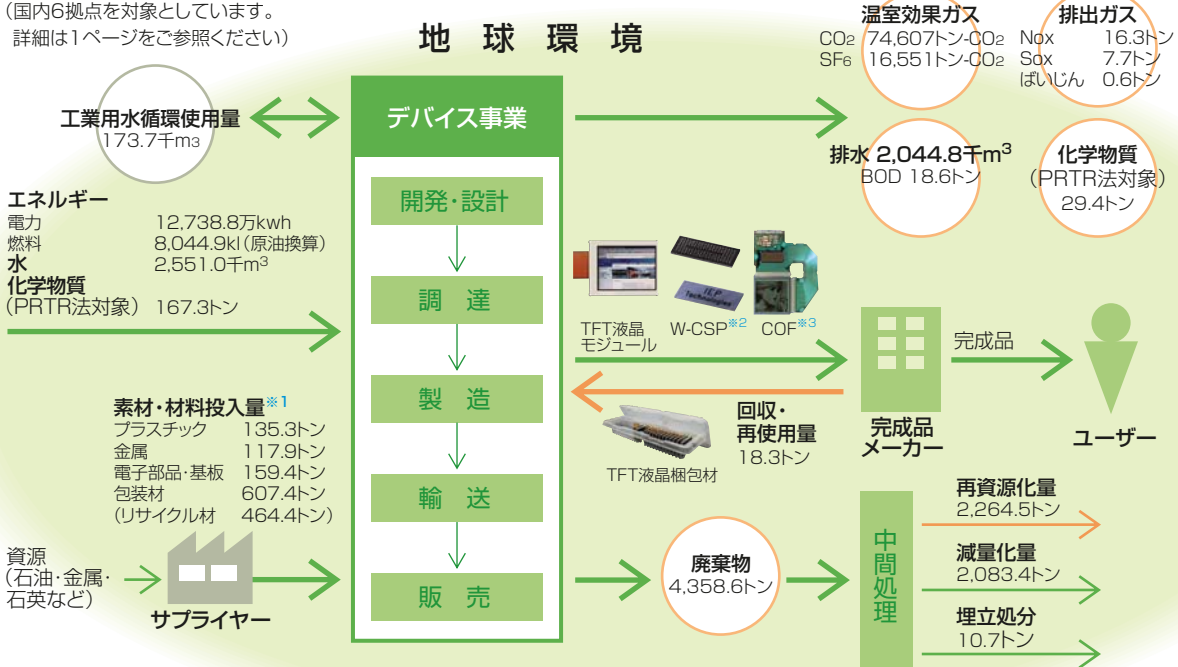 (国内6拠点を対象としています。
詳細は1ページをご参照ください)
地球環境
温室効果ガス
CO2 74,607トン-CO2
SF6 16,551トン-CO2
排出ガス
Nox 16.3トン
Sox 7.7トン
ばいじん 0.6トン
工業用水循環使用量
173.7千m3
デバイス事業
排水 2,044.8千m3
BOD 18.6トン
化学物質
(PRTR法対象)
29.4トン
エネルギー
電力 12,738.8万kwh
燃料 8,044.9kl(原油換算)
水 2,551.0千m3
化学物質
(PRTR法対象) 167.3トン
開発・設計
調達
製造
輸送
販売
I.E.P
Technologies
TFT液晶
モジュール
W-CSP※2
COF※3
完成品
完成品
メーカー
ユーザー
回収・
再使用量
18.3トン
TFT液晶梱包材
素材・材料投入量※1
プラスチック 135.3トン
金属 117.9トン
電子部品・基板 159.4トン
包装材 607.4トン
(リサイクル材 464.4トン)
資源
(石油・金属・
石英など)
サプライヤー
廃棄物
4,358.6トン
中間処理
再資源化量
2,264.5トン
減量化量
2,083.4トン
埋立処分
10.7トン